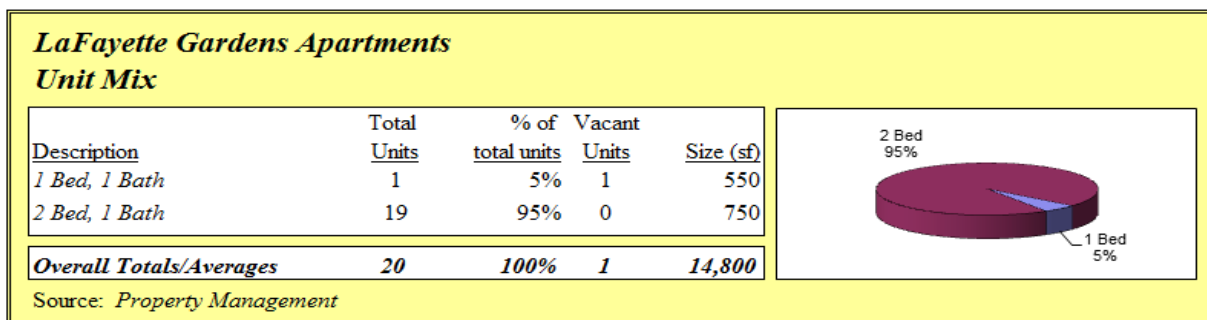 LaFayette Gardens Apartments
Unit Mix
Total % of Vacant
Description Units total units Units Size (sf)
1 Bed, 1 Bath 1 5% 1 550
2 Bed, 1 Bath 19 95% 0 750
Overall Totals/Averages 20 100% 1 14,800
Source: Property Management
2 Bed
95%
1 Bed
5%